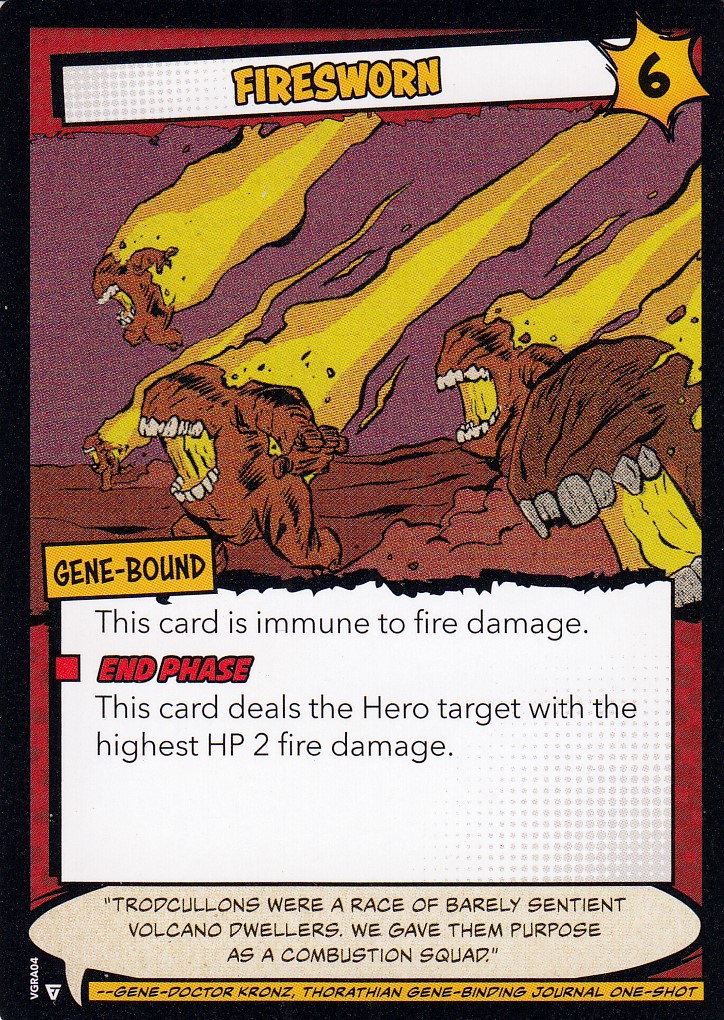 FIRESWORN
6
GENE-BOUND
This card is immune to fire damage.
END PHASE
This card deals the Hero target with the
highest HP 2 fire damage.
"TRODCULLONS WERE A RACE OF BARELY SENTIENT
VOLCANO DWELLERS. WE GAVE THEM PURPOSE
AS A COMBUSTION SQUAD."
--GENE-DOCTOR KRONZ, THORATHIAN GENE-BINDING JOURNAL ONE-SHOT
VGRA04